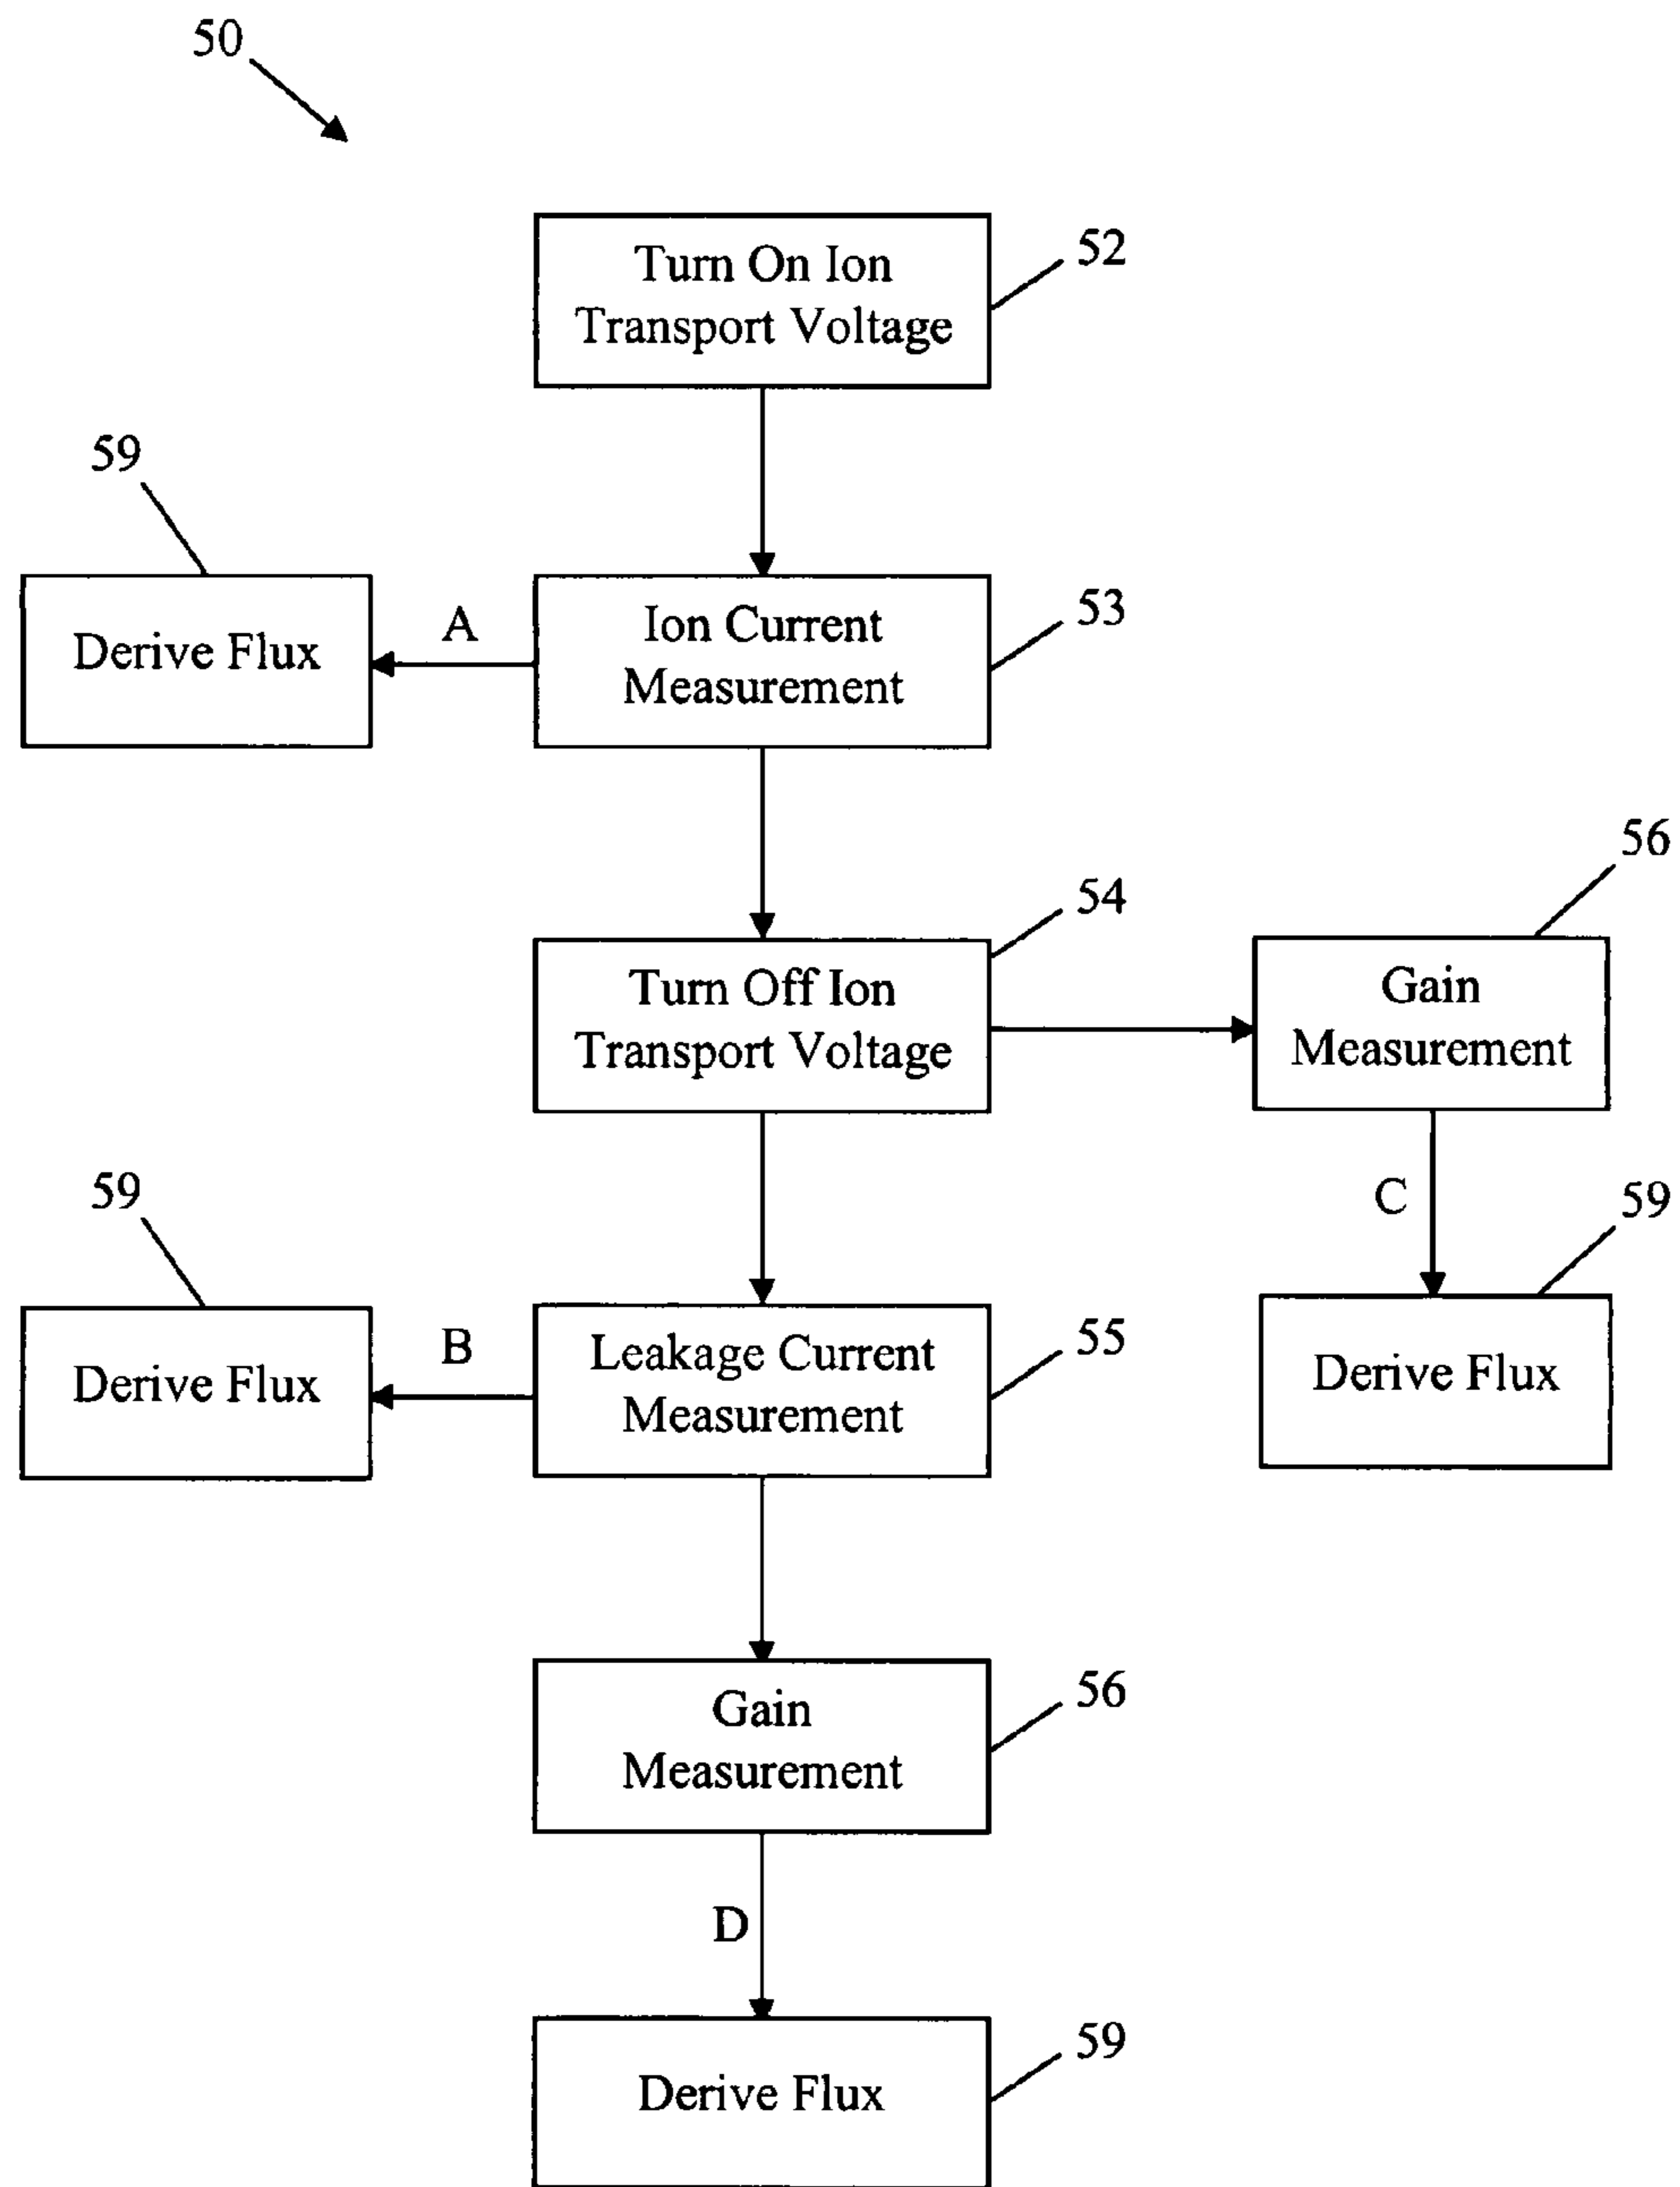 50
Turn On Ion
Transport Voltage
52
59
Derive Flux
A
Ion Current
Measurement
53
Turn Off Ion
Transport Voltage
54
56
Gain
Measurement
C
59
Derive Flux
59
Derive Flux
B
Leakage Current
Measurement
55
Gain
Measurement
56
D
Derive Flux
59